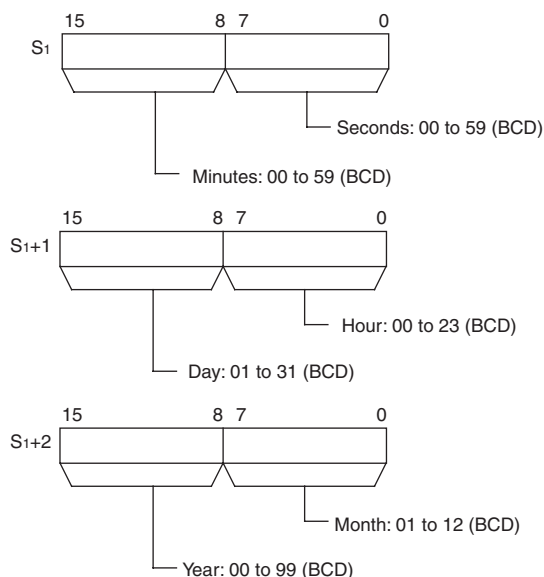 15 8 7 0
S1
Seconds: 00 to 59 (BCD)
Minutes: 00 to 59 (BCD)
15 8 7 0
S1+1
Hour: 00 to 23 (BCD)
Day: 01 to 31 (BCD)
15 8 7 0
S1+2
Month: 01 to 12 (BCD)
Year: 00 to 99 (BCD)